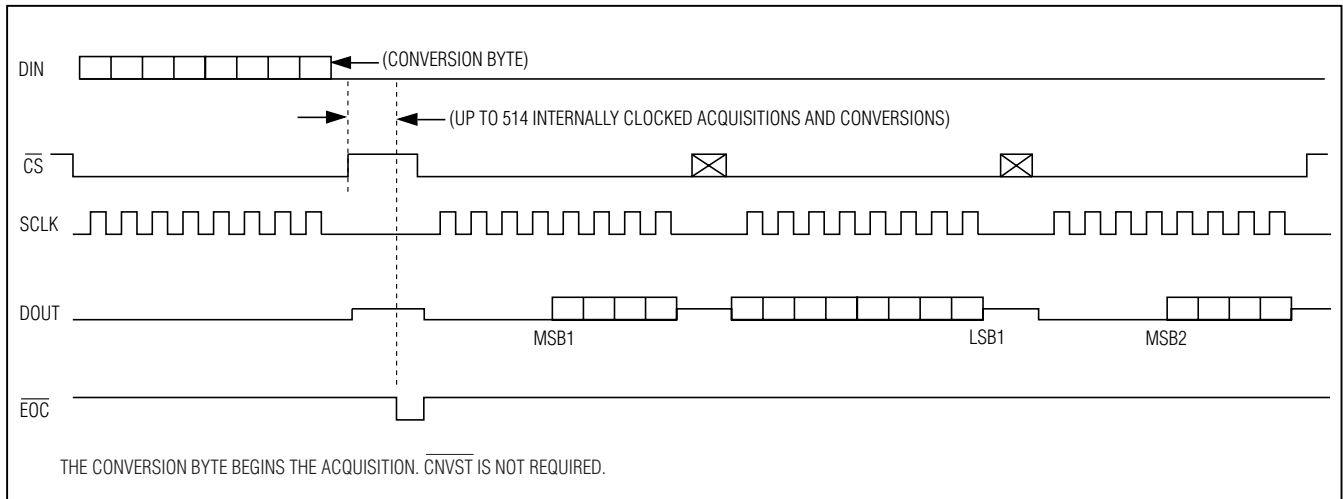 DIN
(CONVERSION BYTE)
(UP TO 514 INTERNALLY CLOCKED ACQUISITIONS AND CONVERSIONS)
CS
SCLK
DOUT
MSB1
LSB1
MSB2
EOC
THE CONVERSION BYTE BEGINS THE ACQUISITION. CNVST IS NOT REQUIRED.